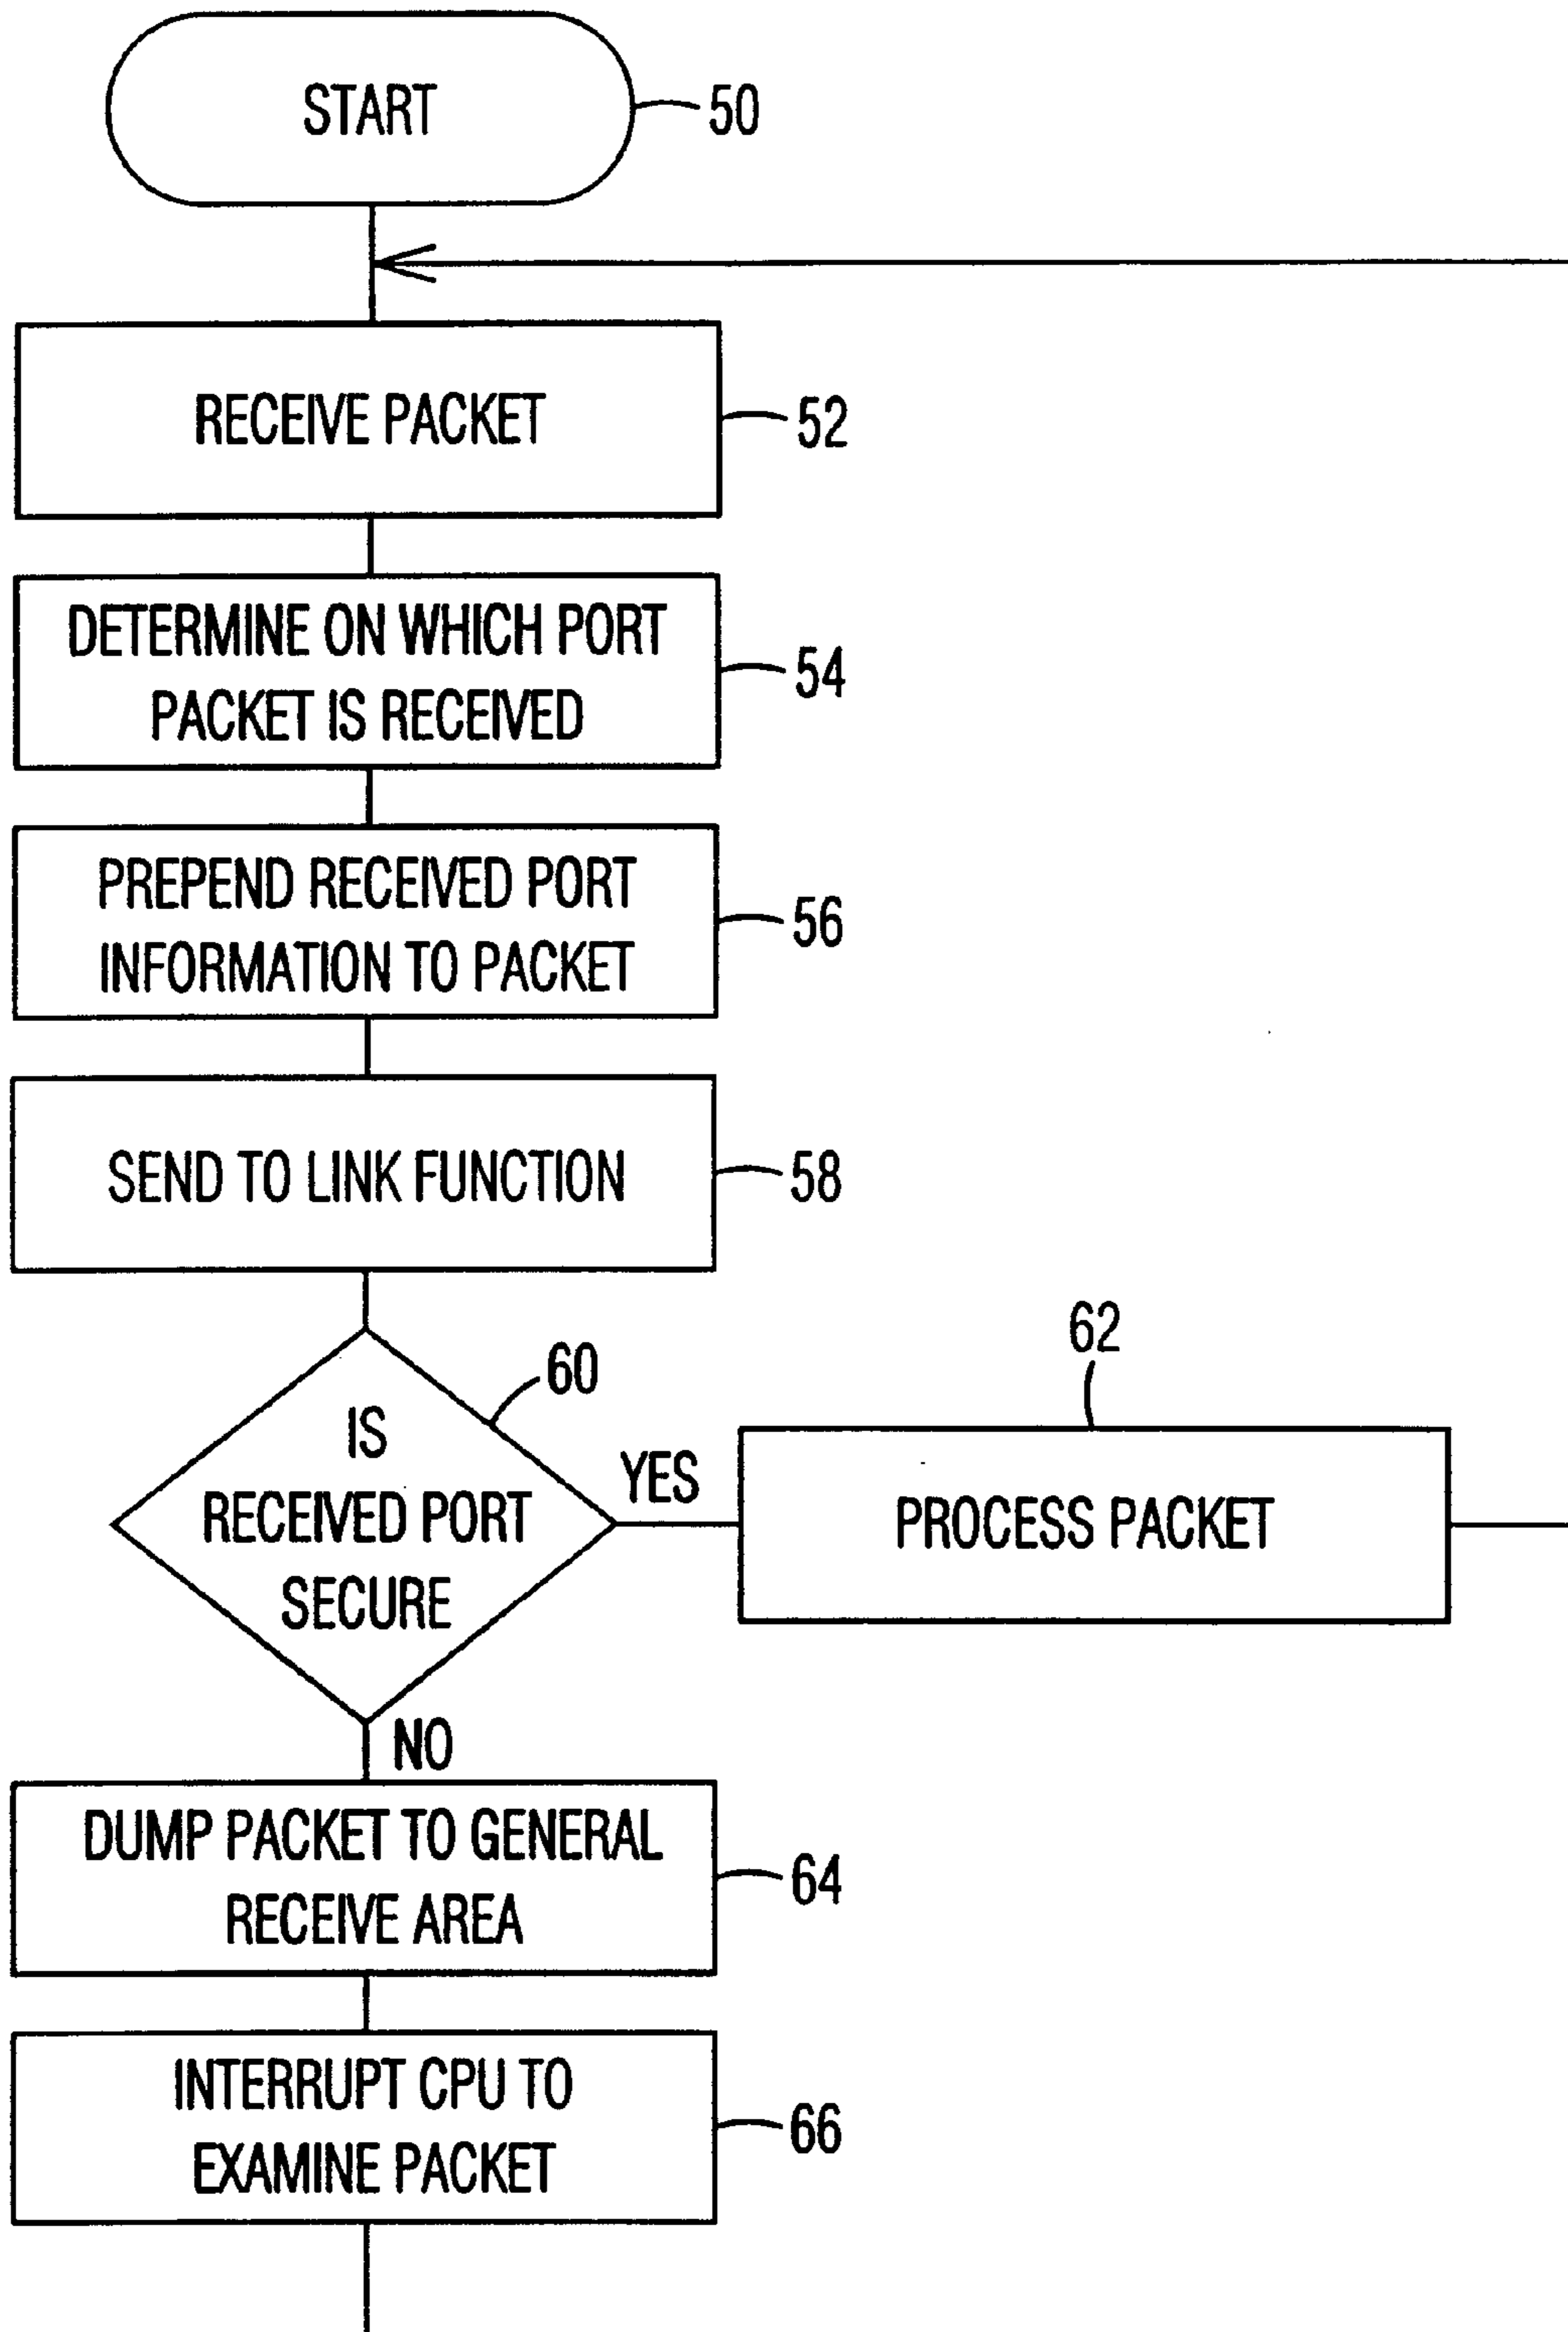 START
50
RECEIVE PACKET
52
DETERMINE ON WHICH PORT
PACKET IS RECEIVED
54
PREPEND RECEIVED PORT
INFORMATION TO PACKET
56
SEND TO LINK FUNCTION
58
60
IS
RECEIVED PORT
SECURE
YES
62
PROCESS PACKET
NO
DUMP PACKET TO GENERAL
RECEIVE AREA
64
INTERRUPT CPU TO
EXAMINE PACKET
66